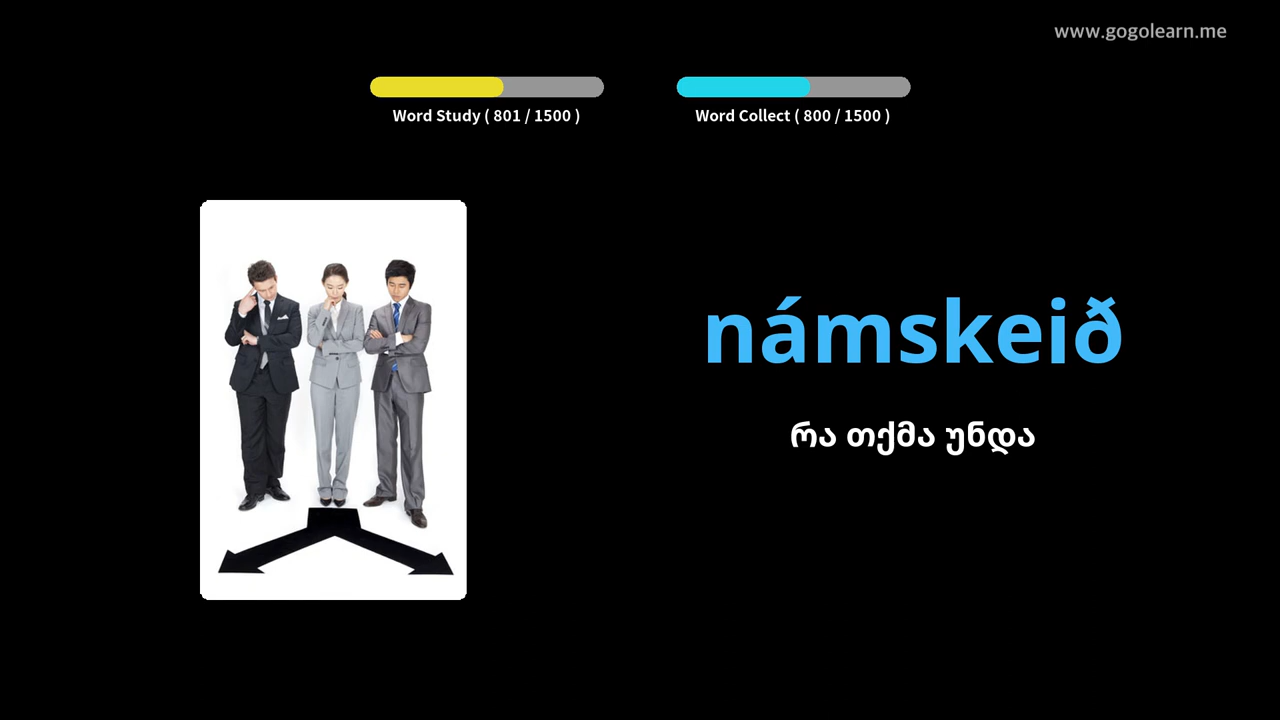 www.gogolearn.me
Word Study ( 801 / 1500 )
Word Collect ( 800 / 1500 )
námskeið
რა თქმა უნდა